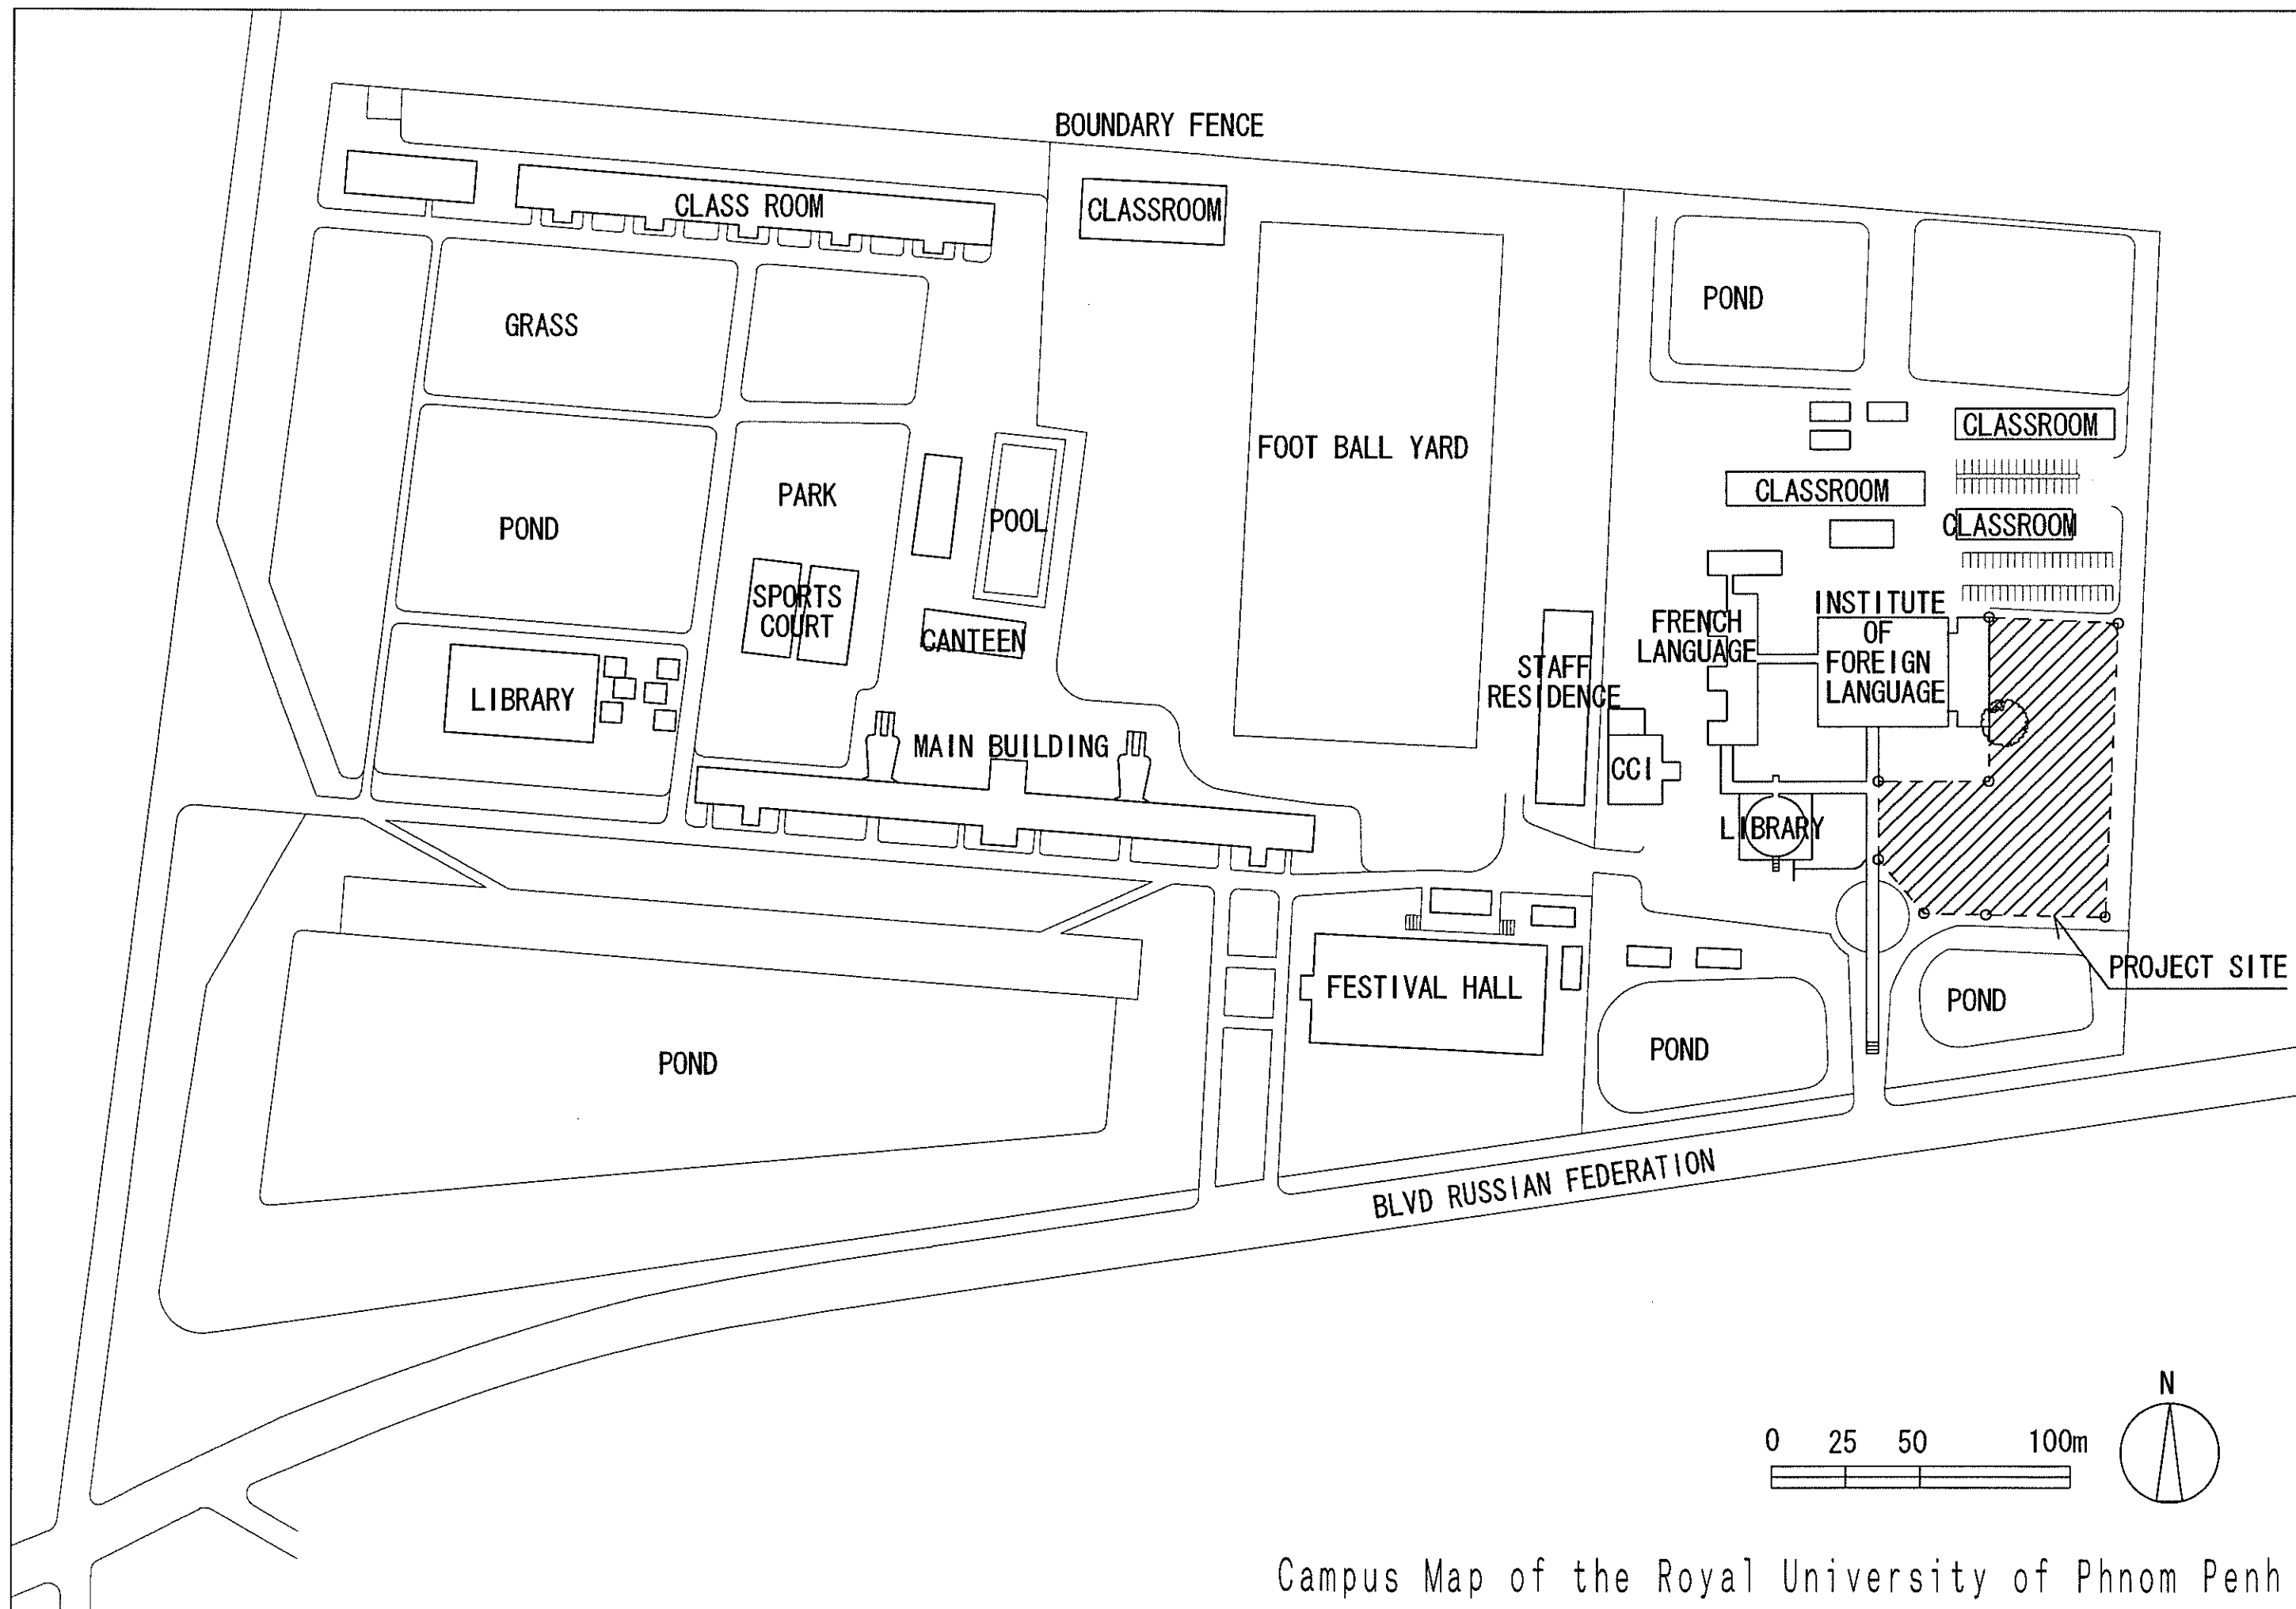 BOUNDARY FENCE
CLASS ROOM
CLASSROOM
GRASS
POND
FOOT BALL YARD
CLASSROOM
PARK
POOL
POND
CLASSROOM
CLASSROOM
SPORTS
COURT
CANTEEN
LIBRARY
MAIN BUILDING
STAFF
RESIDENCE
FRENCH
LANGUAGE
INSTITUTE
OF
FOREIGN
LANGUAGE
CCI
LIBRARY
FESTIVAL HALL
PROJECT SITE
POND
POND
POND
BLVD RUSSIAN FEDERATION
N
0 25 50 100m
Campus Map of the Royal University of Phnom Penh